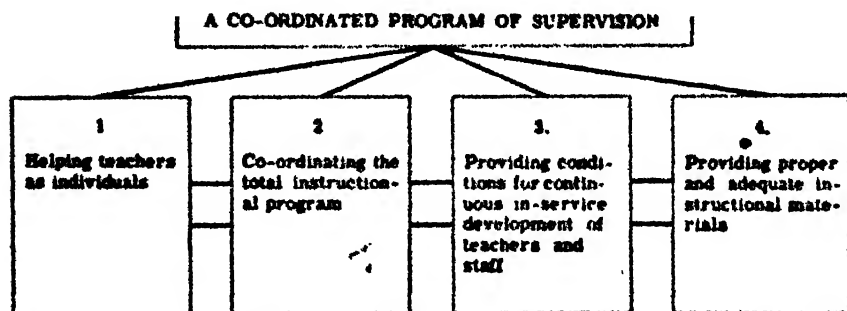 A CO-ORDINATED PROGRAM OF SUPERVISION
1
Helping teachers
as individuals
2
Co-ordinating the
total instruction-
al program
3.
Providing condi-
tions for contin-
uous in-service
development of
teachers and
staff
4.
Providing proper
and adequate in-
structional mate-
rials